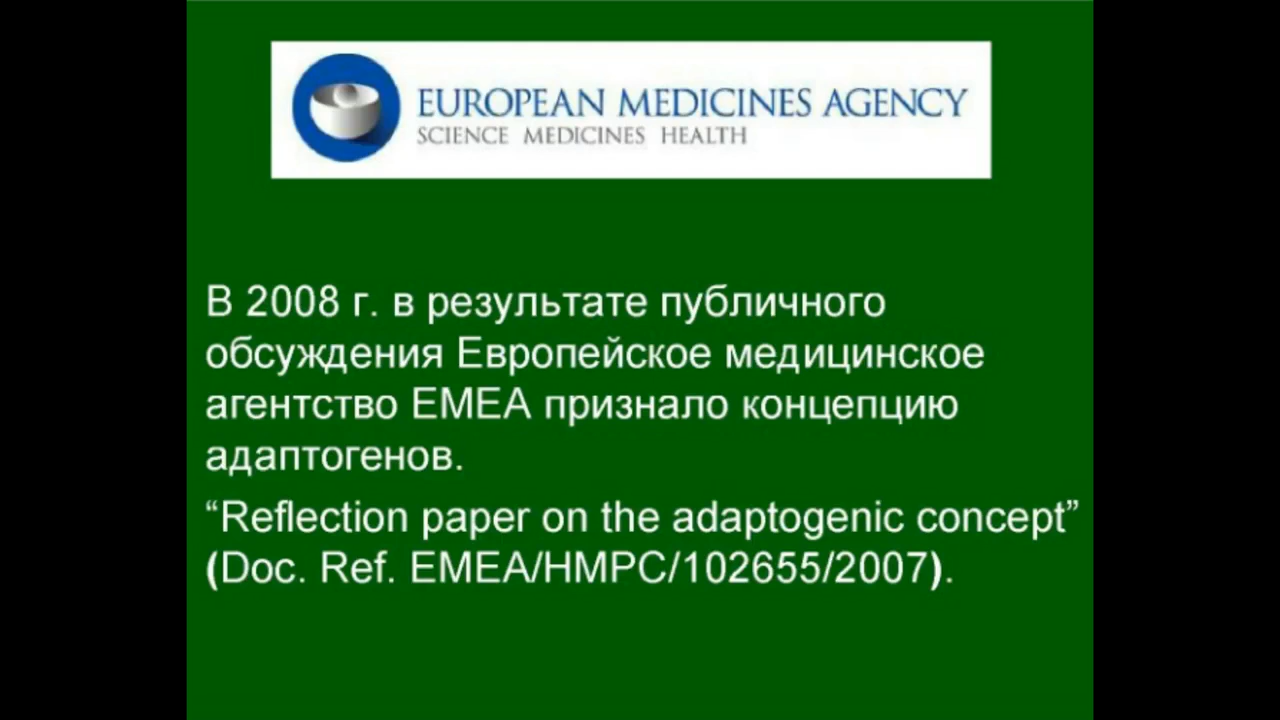 EUROPEAN MEDICINES AGENCY
SCIENCE MEDICINES HEALTH
В 2008 г. в результате публичного
обсуждения Европейское медицинское
агентство EMEA признало концепцию
адаптогенов.
“Reflection paper on the adaptogenic concept”
(Doc. Ref. EMEA/HMPC/102655/2007).